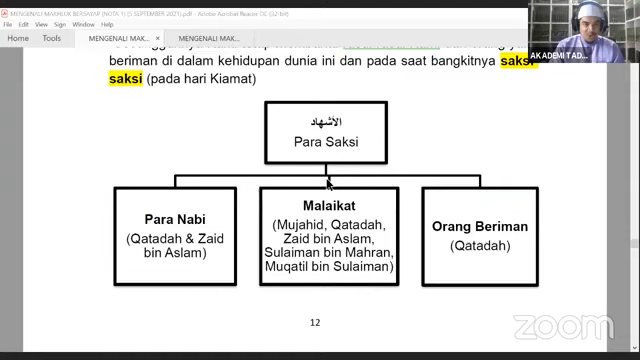 MENGENALI MAKHLUK BERSAYAP (NOTA 1) (5 SEPTEMBER 2021).pdf - Adobe Acrobat Reader DC (32-bit)
File Edit View Sign Window Help
Home Tools MENGENALI MAK... × MENGENALI MAK...
AKADEMI TAD...
beriman di dalam kehidupan dunia ini dan pada saat bangkitnya saksi-
saksi (pada hari Kiamat)
الأشهاد
Para Saksi
Para Nabi
(Qatadah & Zaid
bin Aslam)
Malaikat
(Mujahid, Qatadah,
Zaid bin Aslam,
Sulaiman bin Mahran,
Muqatil bin Sulaiman)
Orang Beriman
(Qatadah)
12
zoom